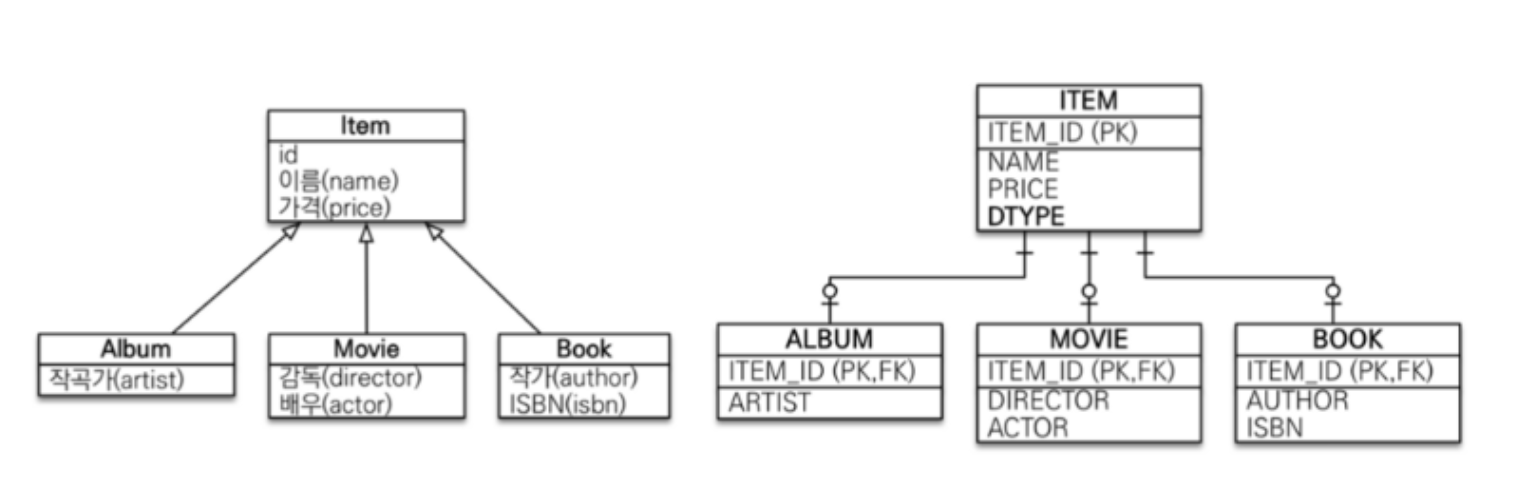 Item
id
이름(name)
가격(price)
Album
작곡가(artist)
Movie
감독(director)
배우(actor)
Book
작가(author)
ISBN(isbn)
ITEM
ITEM_ID (PK)
NAME
PRICE
DTYPE
ALBUM
ITEM_ID (PK,FK)
ARTIST
MOVIE
ITEM_ID (PK,FK)
DIRECTOR
ACTOR
BOOK
ITEM_ID (PK,FK)
AUTHOR
ISBN